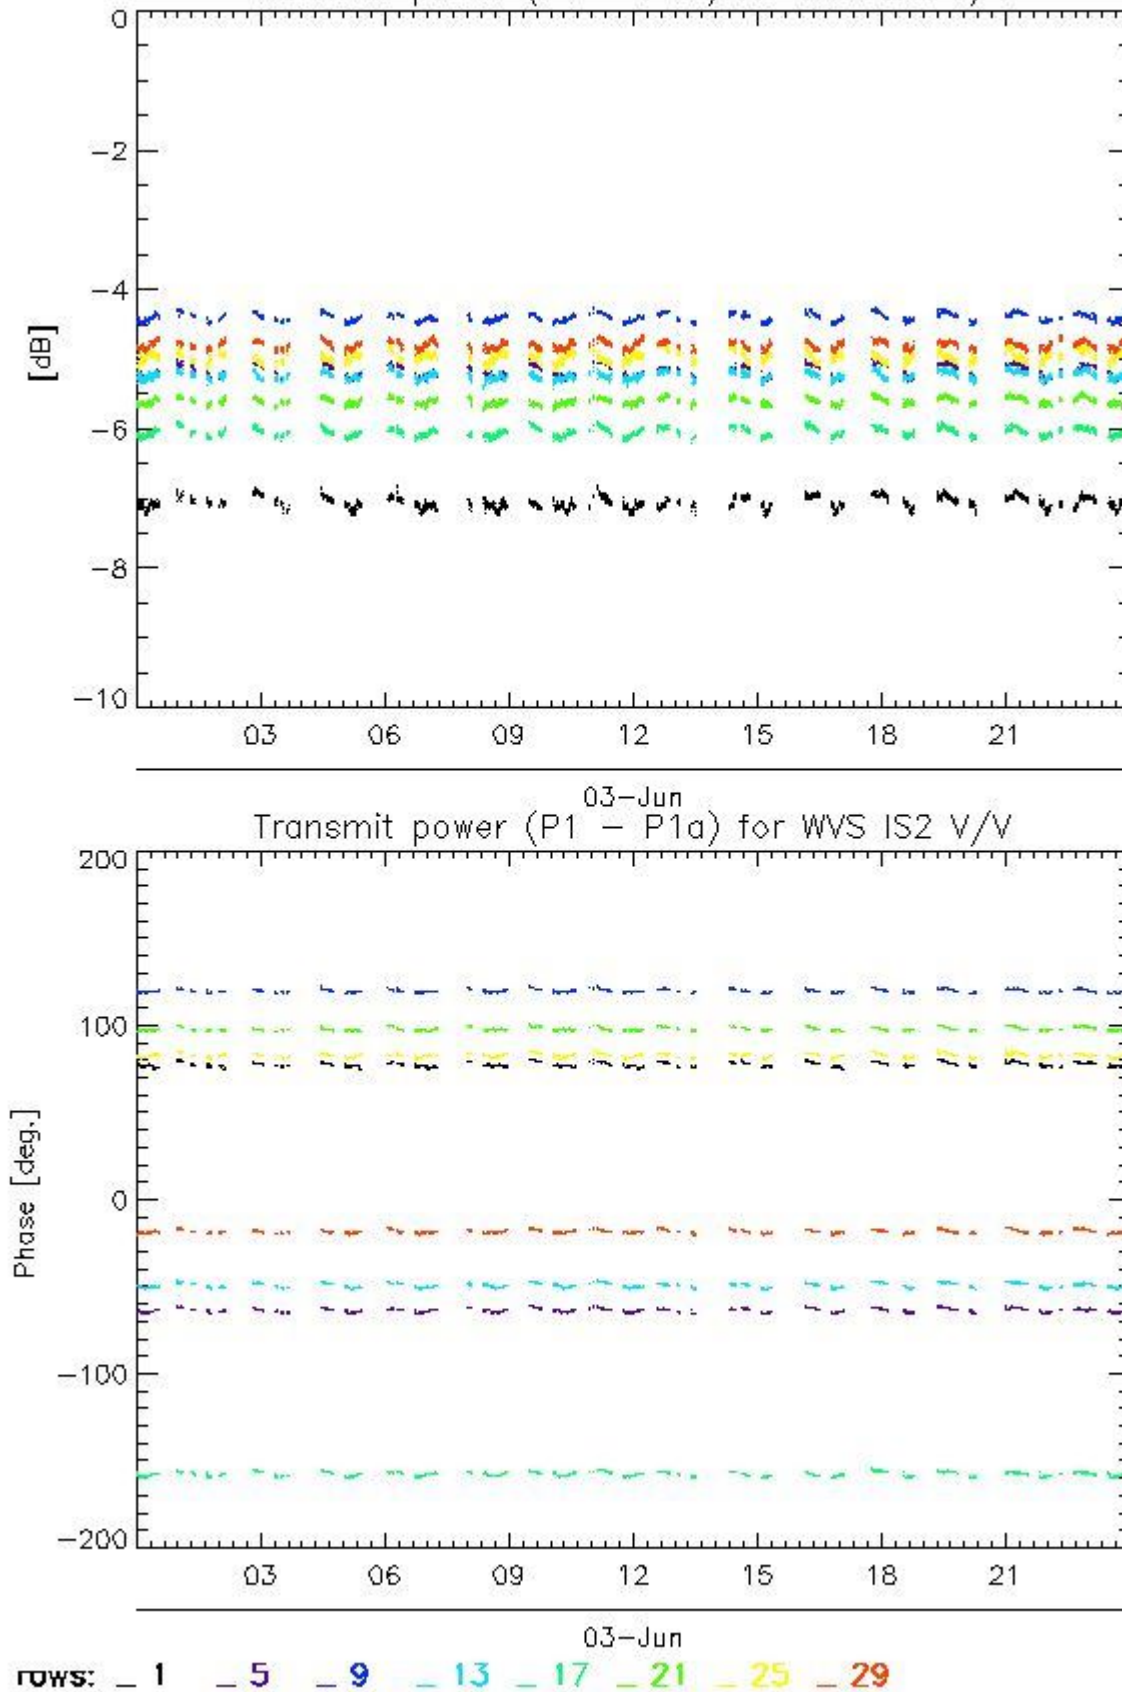 0
-2
-4
[dB]
-6
-8
-10
03 06 09 12 15 18 21
03-Jun
Transmit power (P1 - P1a) for WVS IS2 V/V
200
100
0
Phase [deg.]
-100
-200
03 06 09 12 15 18 21
03-Jun
rows: _ 1 _ 5 _ 9 _ 13 _ 17 _ 21 _ 25 _ 29